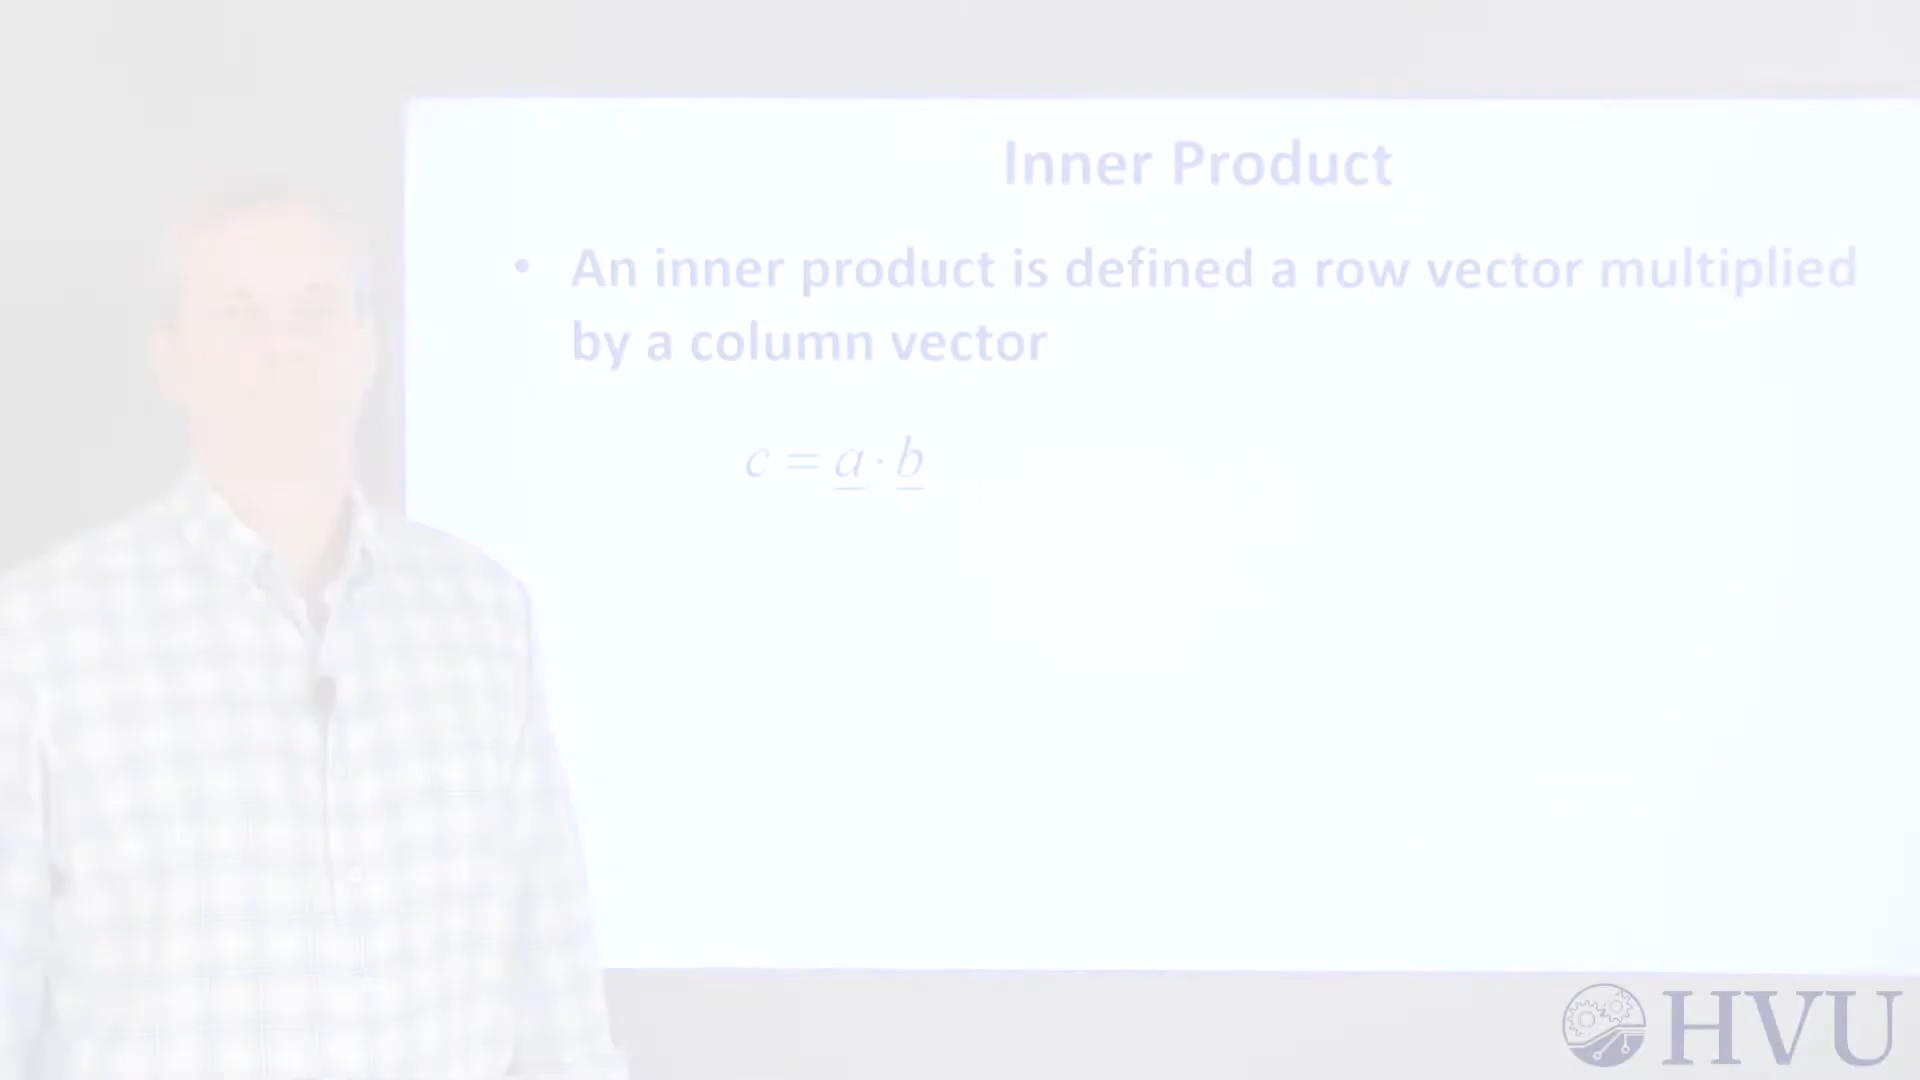 Inner Product
• An inner product is defined a row vector multiplied
by a column vector
c = a · b
HVU